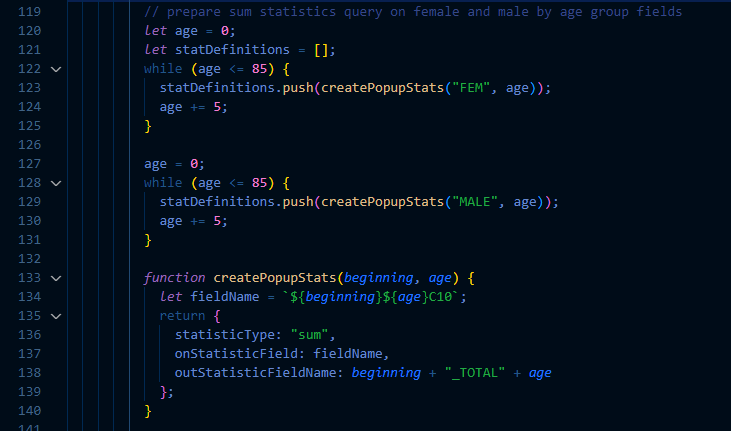 119 // prepare sum statistics query on female and male by age group fields
120 let age = 0;
121 let statDefinitions = [];
122 while (age <= 85) {
123 statDefinitions.push(createPopupStats("FEM", age));
124 age += 5;
125 }
126
127 age = 0;
128 while (age <= 85) {
129 statDefinitions.push(createPopupStats("MALE", age));
130 age += 5;
131 }
132
133 function createPopupStats(beginning, age) {
134 let fieldName = `${beginning}${age}C10`;
135 return {
136 statisticType: "sum",
137 onStatisticField: fieldName,
138 outStatisticFieldName: beginning + "_TOTAL" + age
139 };
140 }
141